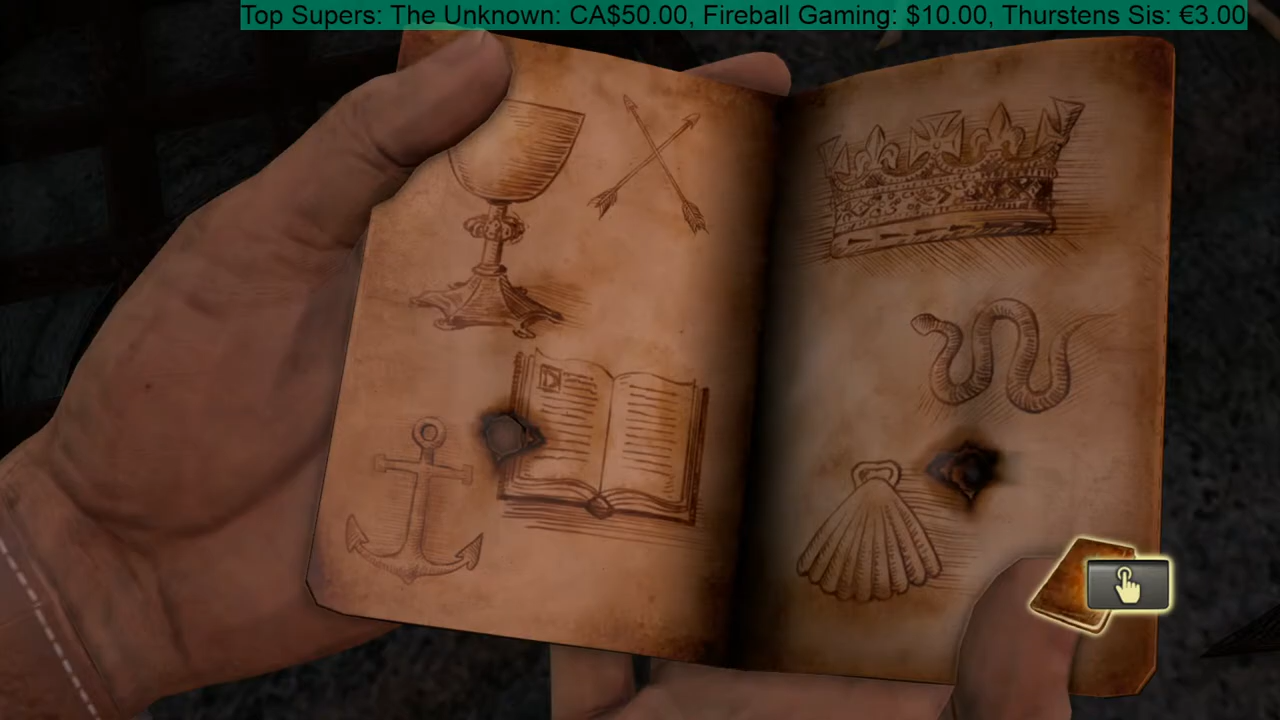 Top Supers: The Unknown: CA$50.00, Fireball Gaming: $10.00, Thurstens Sis: €3.00